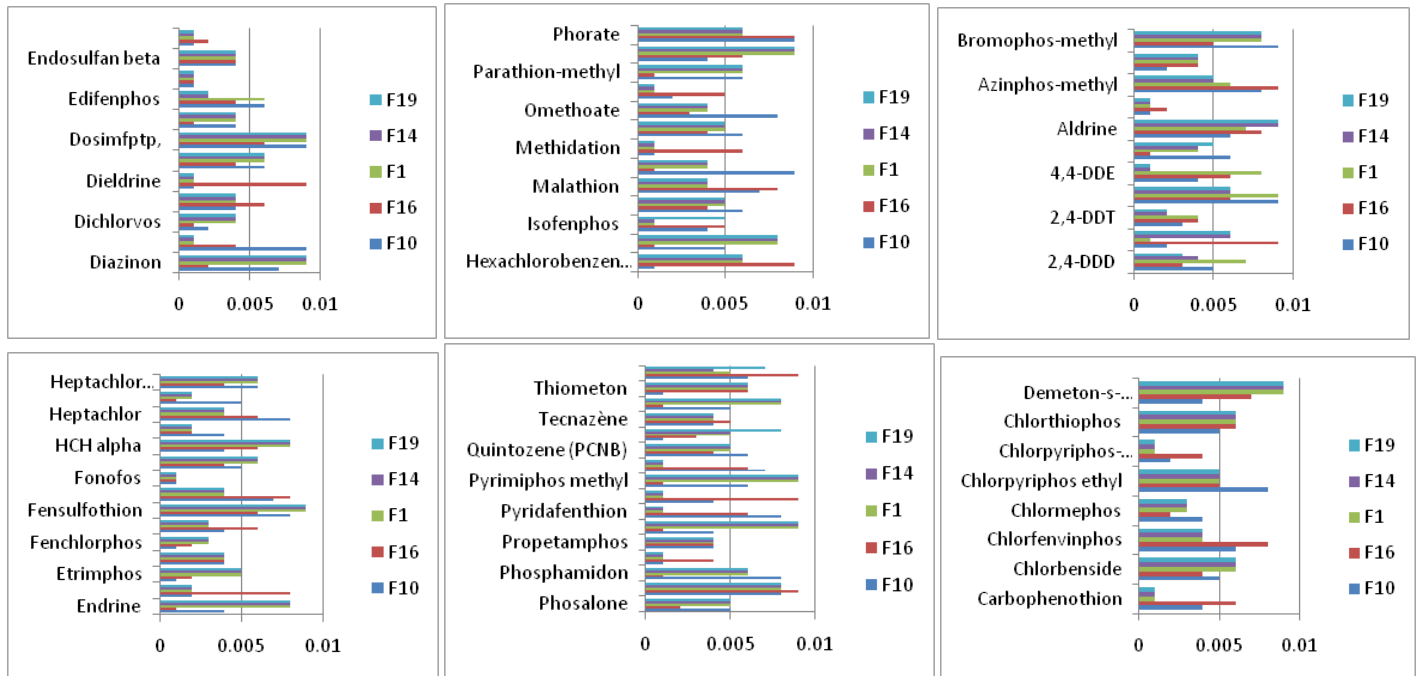 Endosulfan beta
Edifenphos
Dosimfptp,
Dieldrine
Dichlorvos
Diazinon
0 0.005 0.01
F19
F14
F1
F16
F10
Phorate
Parathion-methyl
Omethoate
Methidation
Malathion
Isofenphos
Hexachlorobenzen...
0 0.005 0.01
F19
F14
F1
F16
F10
Bromophos-methyl
Azinphos-methyl
Aldrine
4,4-DDE
2,4-DDT
2,4-DDD
0 0.005 0.01
F19
F14
F1
F16
F10
Heptachlor...
Heptachlor
HCH alpha
Fonofos
Fensulfothion
Fenchlorphos
Etrimphos
Endrine
0 0.005 0.01
F19
F14
F1
F16
F10
Thiometon
Tecnazène
Quintozene (PCNB)
Pyrimiphos methyl
Pyridafenthion
Propetamphos
Phosphamidon
Phosalone
0 0.005 0.01
F19
F14
F1
F16
F10
Demeton-s-...
Chlorthiophos
Chlorpyriphos-...
Chlorpyriphos ethyl
Chlormephos
Chlorfenvinphos
Chlorbenside
Carbophenothion
0 0.005 0.01
F19
F14
F1
F16
F10